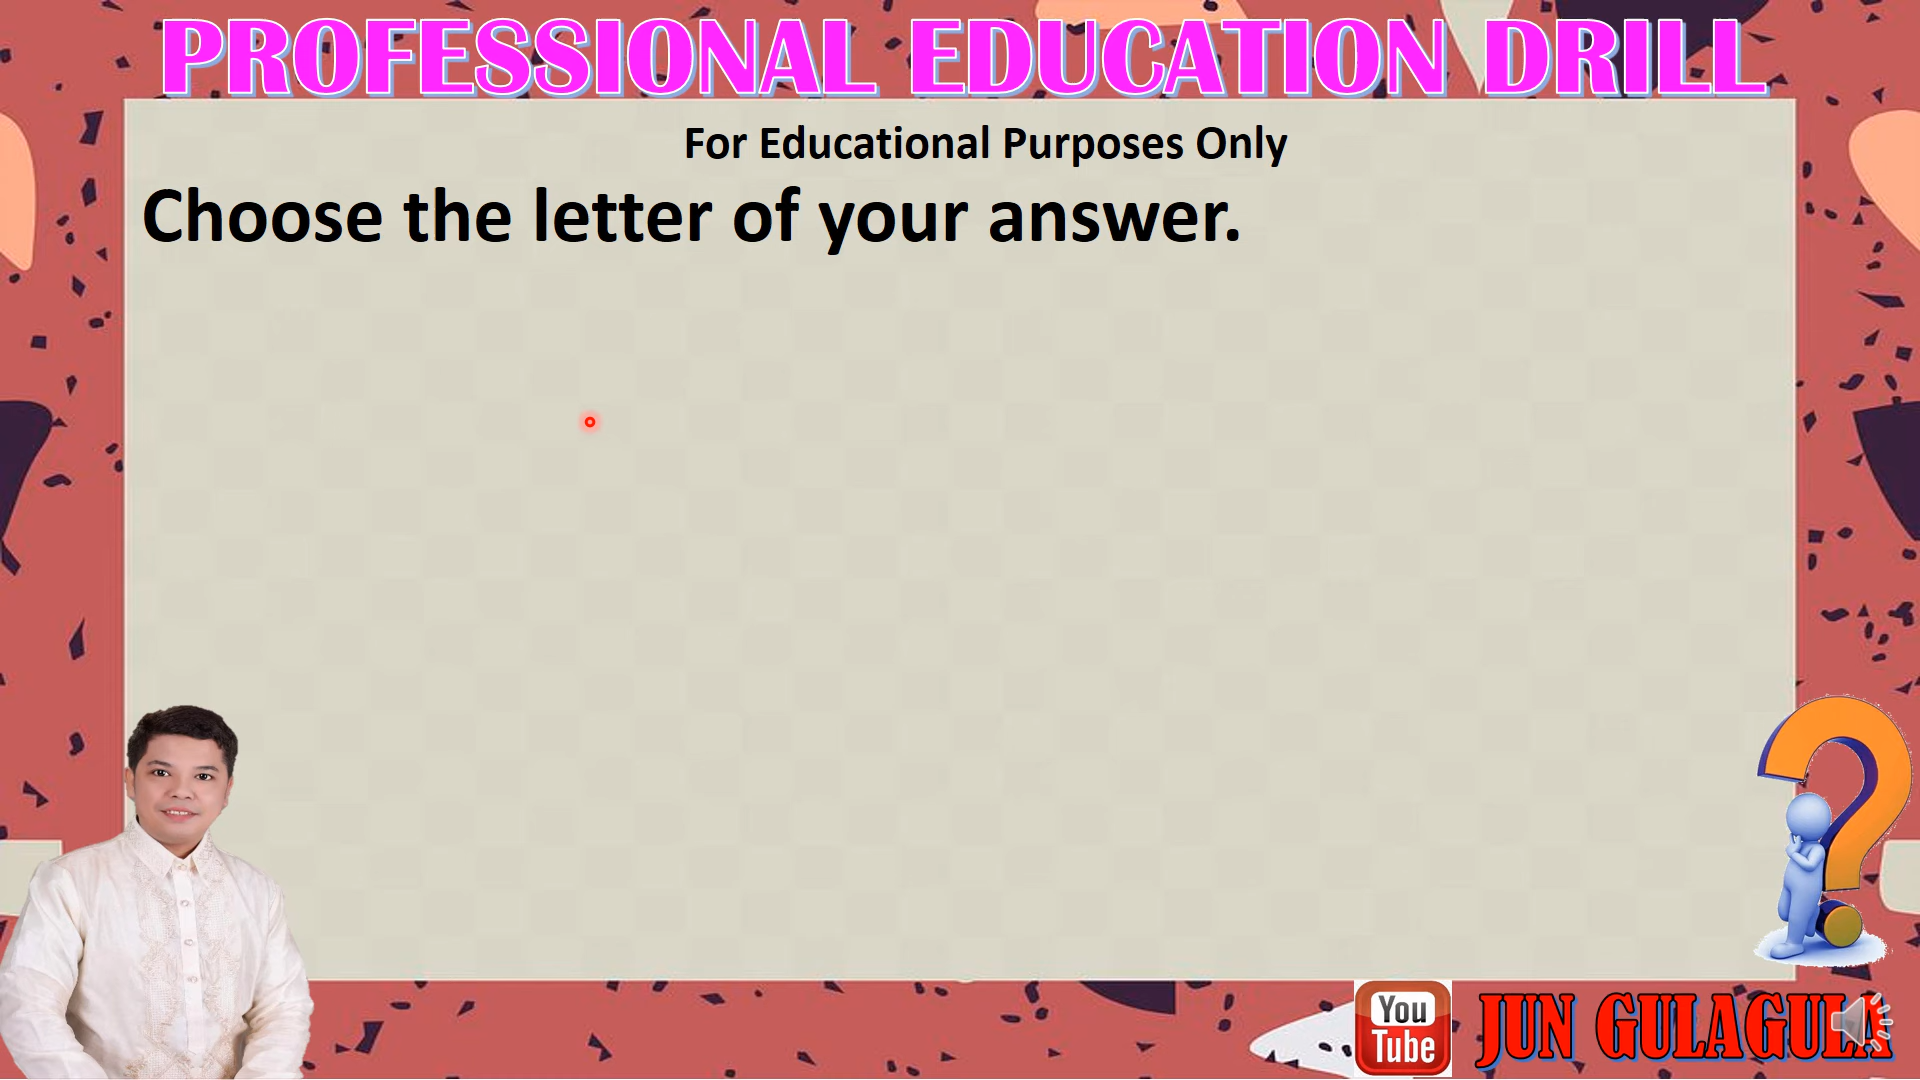 PROFESSIONAL EDUCATION DRILL
For Educational Purposes Only
Choose the letter of your answer.
You
Tube
JUN GULAGULA